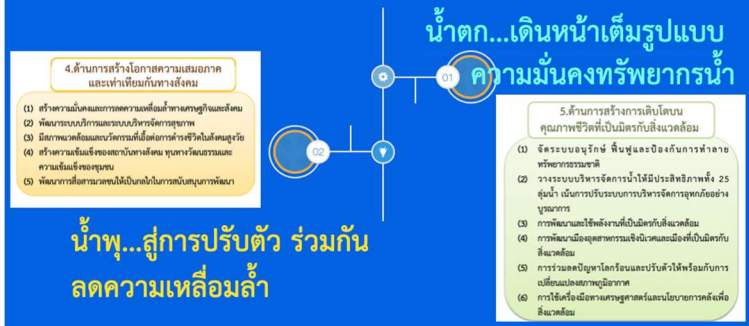 น้ำตก...เดินหน้าเต็มรูปแบบ
01
ความมั่นคงทรัพยากรน้ำ
4.ด้านการสร้างโอกาสความเสมอภาค
และเท่าเทียมกันทางสังคม
(1) สร้างความมั่นคงและการลดความเหลื่อมล้ำทางเศรษฐกิจและสังคม
(2) พัฒนาระบบบริการและระบบบริหารจัดการสุขภาพ
(3) มีสภาพแวดล้อมและนวัตกรรมที่เอื้อต่อการดำรงชีวิตในสังคมสูงวัย
(4) สร้างความเข้มแข็งของสถาบันทางสังคม ทุนทางวัฒนธรรมและ
ความเข้มแข็งของชุมชน
(5) พัฒนาการสื่อสารมวลชนให้เป็นกลไกในการสนับสนุนการพัฒนา
02
น้ำพุ...สู่การปรับตัว ร่วมกัน
ลดความเหลื่อมล้ำ
5.ด้านการสร้างการเติบโตบน
คุณภาพชีวิตที่เป็นมิตรกับสิ่งแวดล้อม
(1) จัดระบบอนุรักษ์ ฟื้นฟูและป้องกันการทำลาย
ทรัพยากรธรรมชาติ
(2) วางระบบบริหารจัดการน้ำให้มีประสิทธิภาพทั้ง 25
ลุ่มน้ำ เน้นการปรับระบบการบริหารจัดการอุทกภัยอย่าง
บูรณาการ
(3) การพัฒนาและใช้พลังงานที่เป็นมิตรกับสิ่งแวดล้อม
(4) การพัฒนาเมืองอุตสาหกรรมเชิงนิเวศและเมืองที่เป็นมิตรกับ
สิ่งแวดล้อม
(5) การร่วมลดปัญหาโลกร้อนและปรับตัวให้พร้อมกับการ
เปลี่ยนแปลงสภาพภูมิอากาศ
(6) การใช้เครื่องมือทางเศรษฐศาสตร์และนโยบายการคลังเพื่อ
สิ่งแวดล้อม